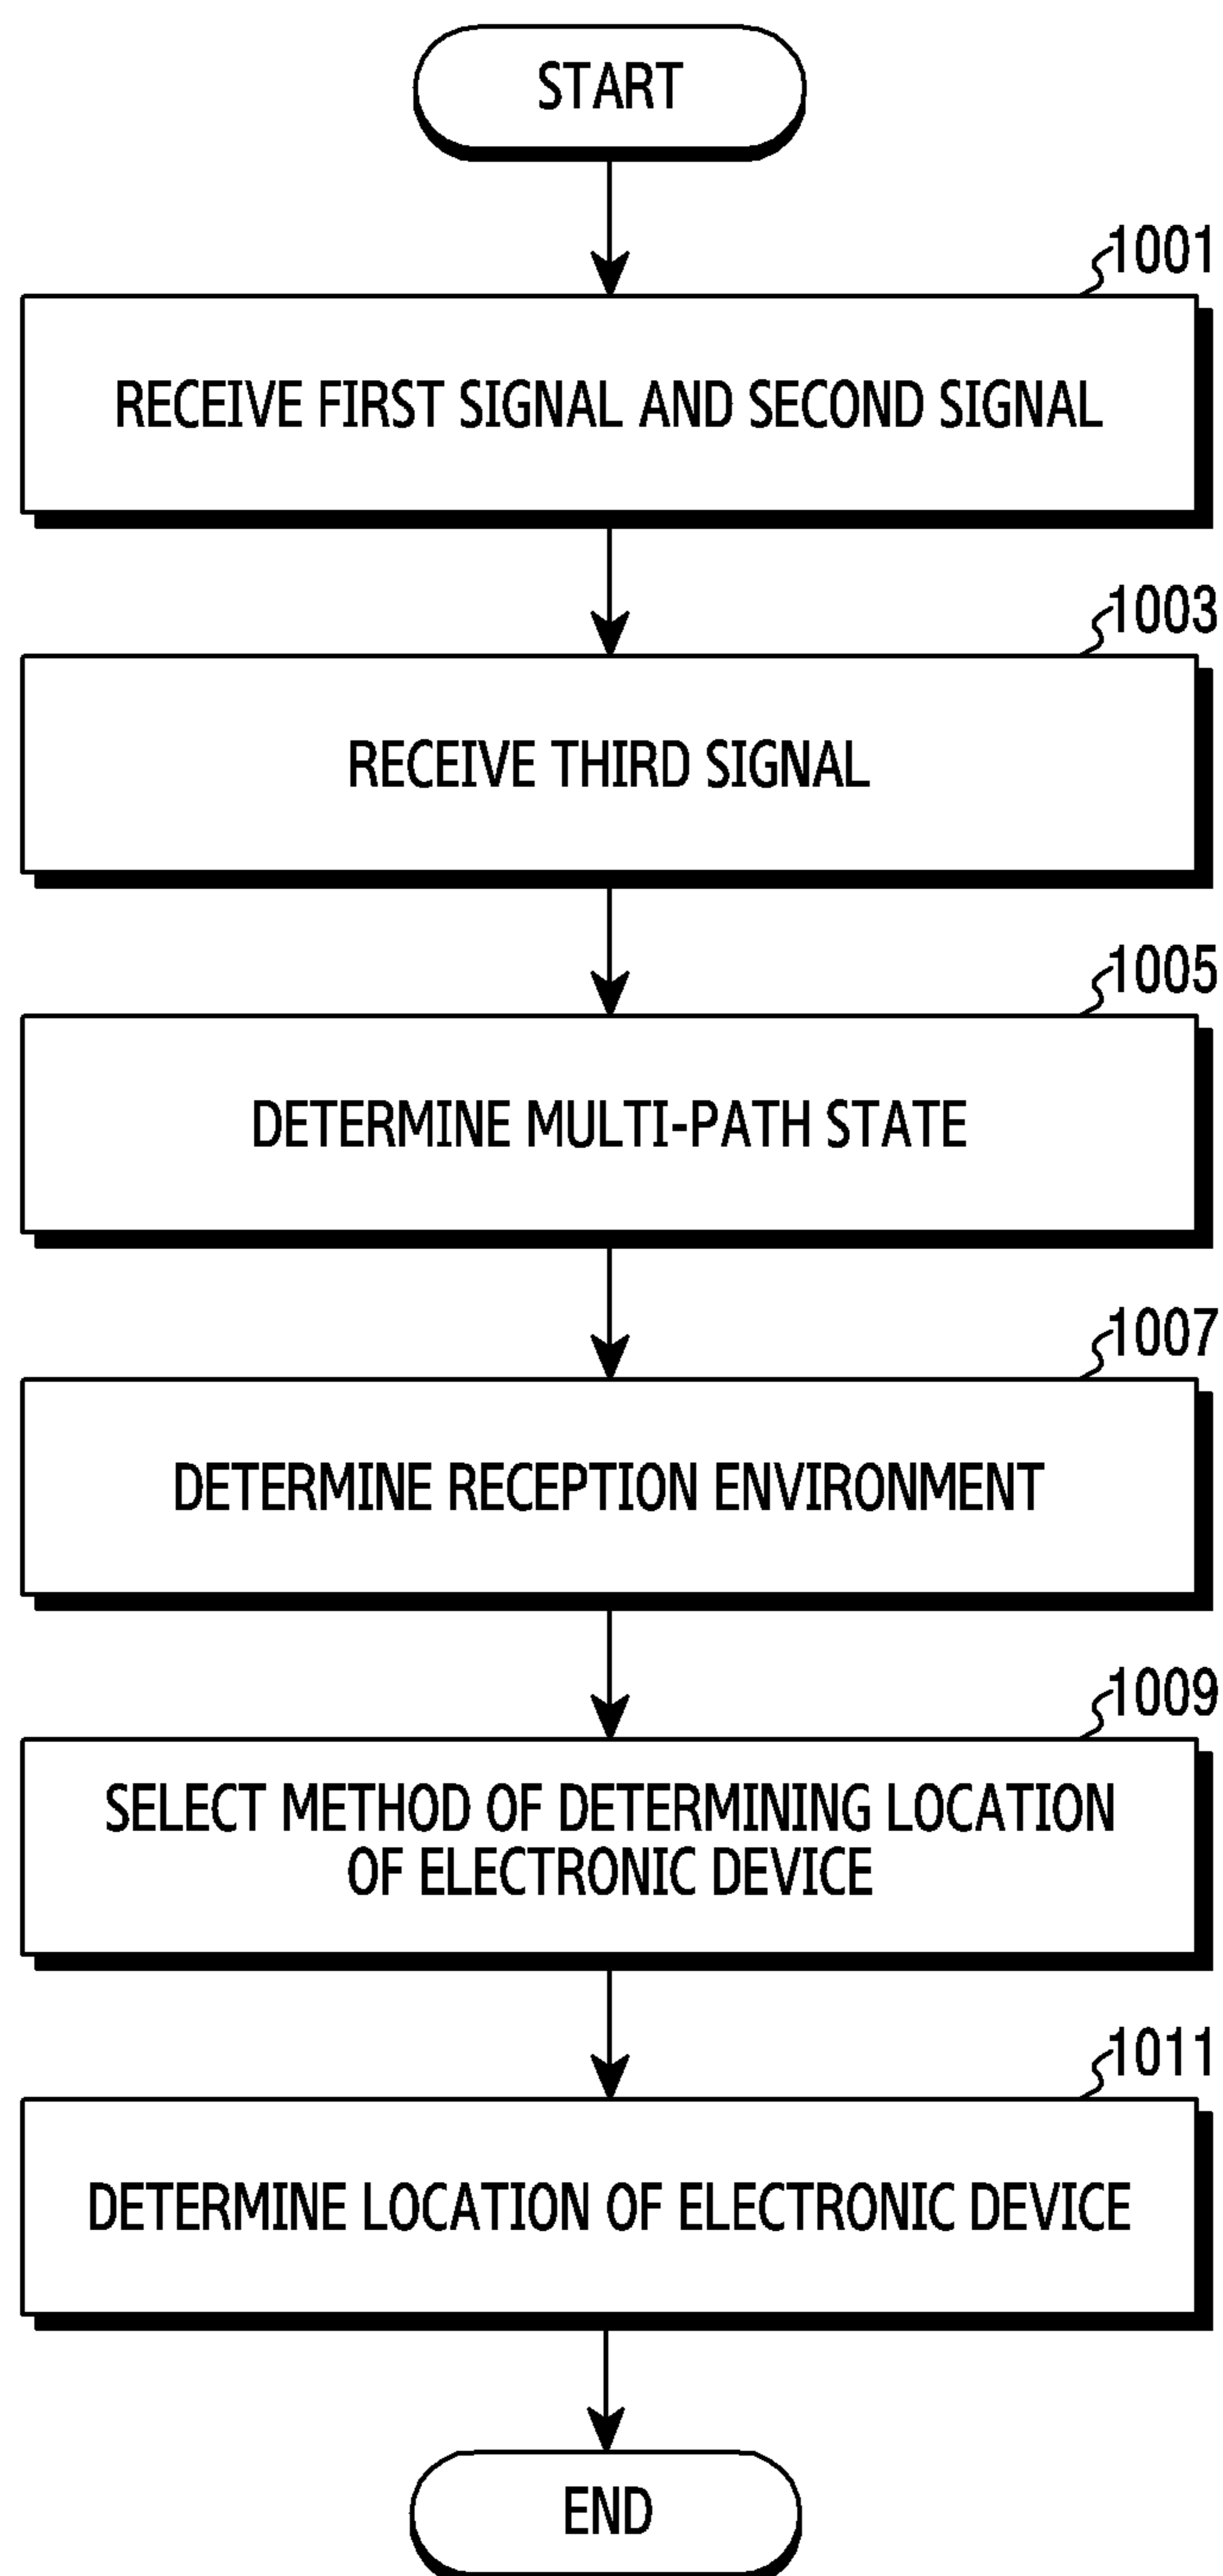 START
1001
RECEIVE FIRST SIGNAL AND SECOND SIGNAL
1003
RECEIVE THIRD SIGNAL
1005
DETERMINE MULTI-PATH STATE
1007
DETERMINE RECEPTION ENVIRONMENT
1009
SELECT METHOD OF DETERMINING LOCATION
OF ELECTRONIC DEVICE
1011
DETERMINE LOCATION OF ELECTRONIC DEVICE
END